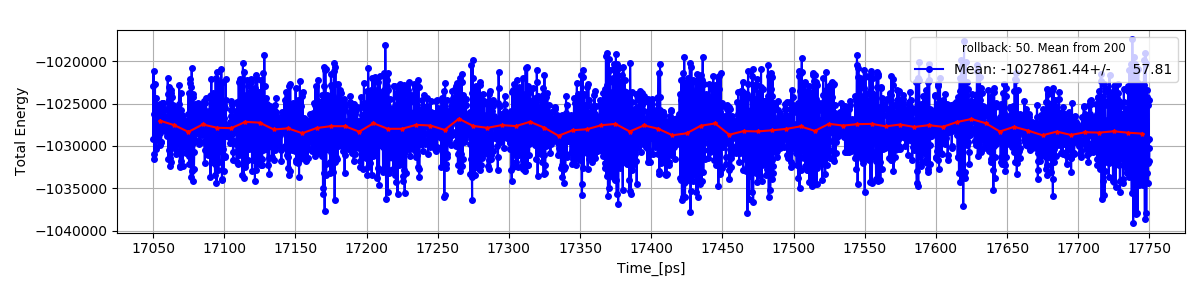 rollback: 50. Mean from 200
Mean: -1027861.44+/- 57.81
Total Energy
−1020000
−1025000
−1030000
−1035000
−1040000
17050 17100 17150 17200 17250 17300 17350 17400 17450 17500 17550 17600 17650 17700 17750
Time_[ps]